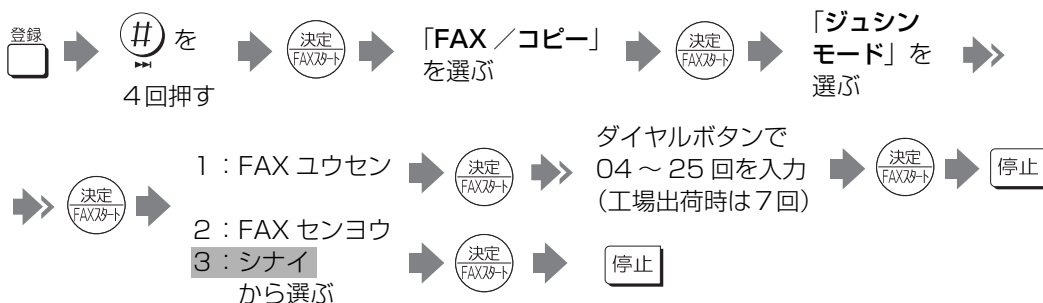 登録
#を
4回押す
決定
FAXスタート
「FAX／コピー」
を選ぶ
決定
FAXスタート
「ジュシン
モード」を
選ぶ
決定
FAXスタート
1：FAX ユウセン
決定
FAXスタート
ダイヤルボタンで
04～25回を入力
（工場出荷時は7回）
決定
FAXスタート
停止
2：FAX センヨウ
3：シナイ
から選ぶ
決定
FAXスタート
停止